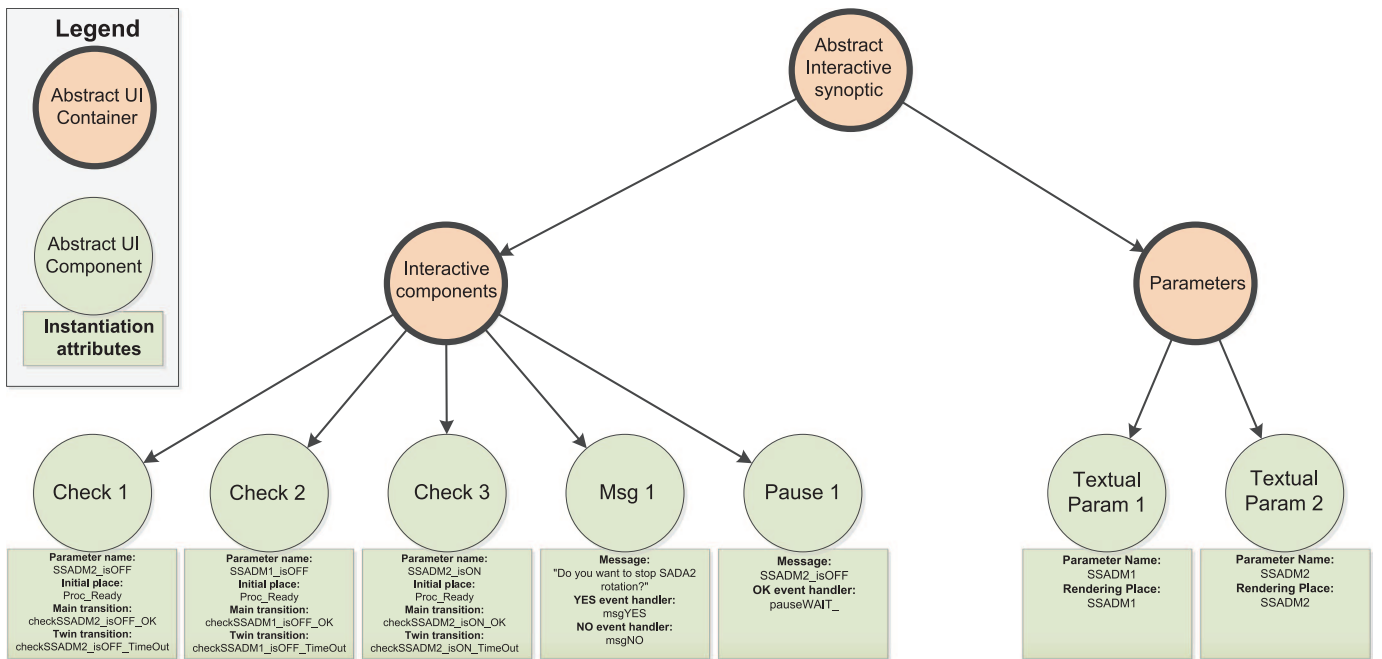 Legend
Abstract UI
Container
Abstract UI
Component
Instantiation
attributes
Abstract
Interactive
synoptic
Interactive
components
Parameters
Check 1
Parameter name:
SSADM2_isOFF
Initial place:
Proc_Ready
Main transition:
checkSSADM2_isOFF_OK
Twin transition:
checkSSADM2_isOFF_TimeOut
Check 2
Parameter name:
SSADM1_isOFF
Initial place:
Proc_Ready
Main transition:
checkSSADM1_isOFF_OK
Twin transition:
checkSSADM1_isOFF_TimeOut
Check 3
Parameter name:
SSADM2_isON
Initial place:
Proc_Ready
Main transition:
checkSSADM2_isON_OK
Twin transition:
checkSSADM2_isON_TimeOut
Msg 1
Message:
"Do you want to stop SADA2
rotation?"
YES event handler:
msgYES
NO event handler:
msgNO
Pause 1
Message:
SSADM2_isOFF
OK event handler:
pauseWAIT_
Textual
Param 1
Parameter Name:
SSADM1
Rendering Place:
SSADM1
Textual
Param 2
Parameter Name:
SSADM2
Rendering Place:
SSADM2